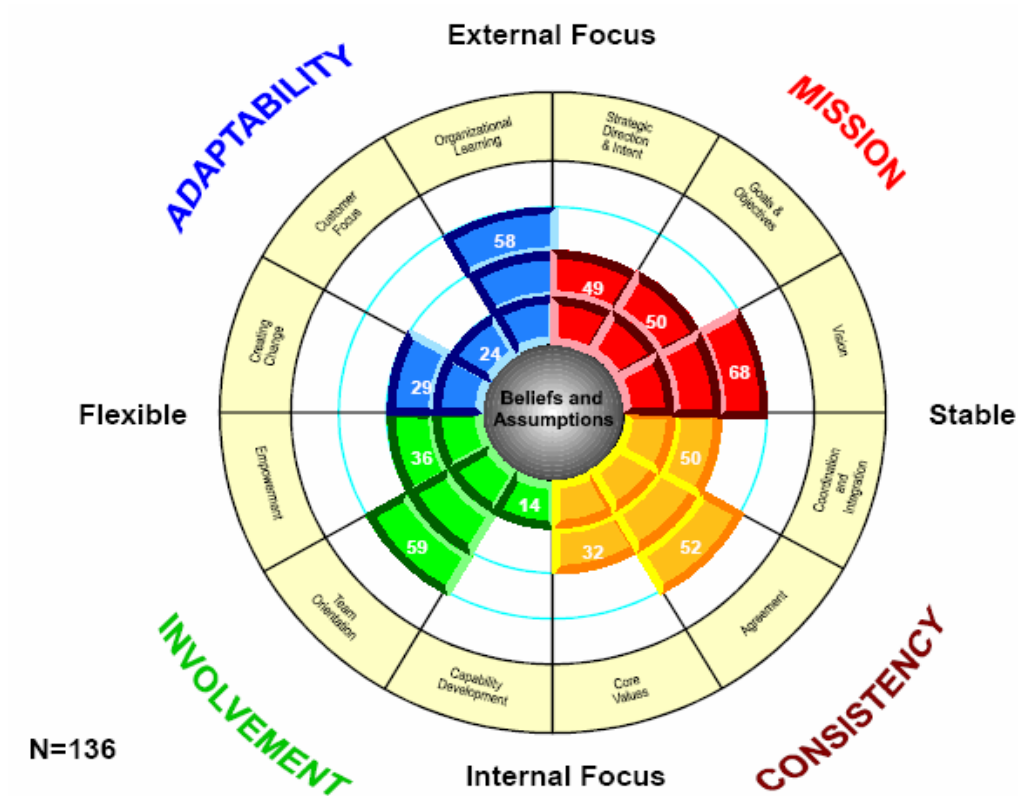 External Focus
ADAPTABILITY
MISSION
Organizational
Learning
Strategic
Direction
& Intent
Customer
Focus
Goals &
Objectives
Creating
Change
Vision
58
49
50
24
68
29
Beliefs and
Assumptions
Flexible
Stable
36
50
14
59
32
52
Empowerment
Coordination
and
Integration
Team
Orientation
Agreement
Capability
Development
Core
Values
INVOLVEMENT
CONSISTENCY
N=136
Internal Focus